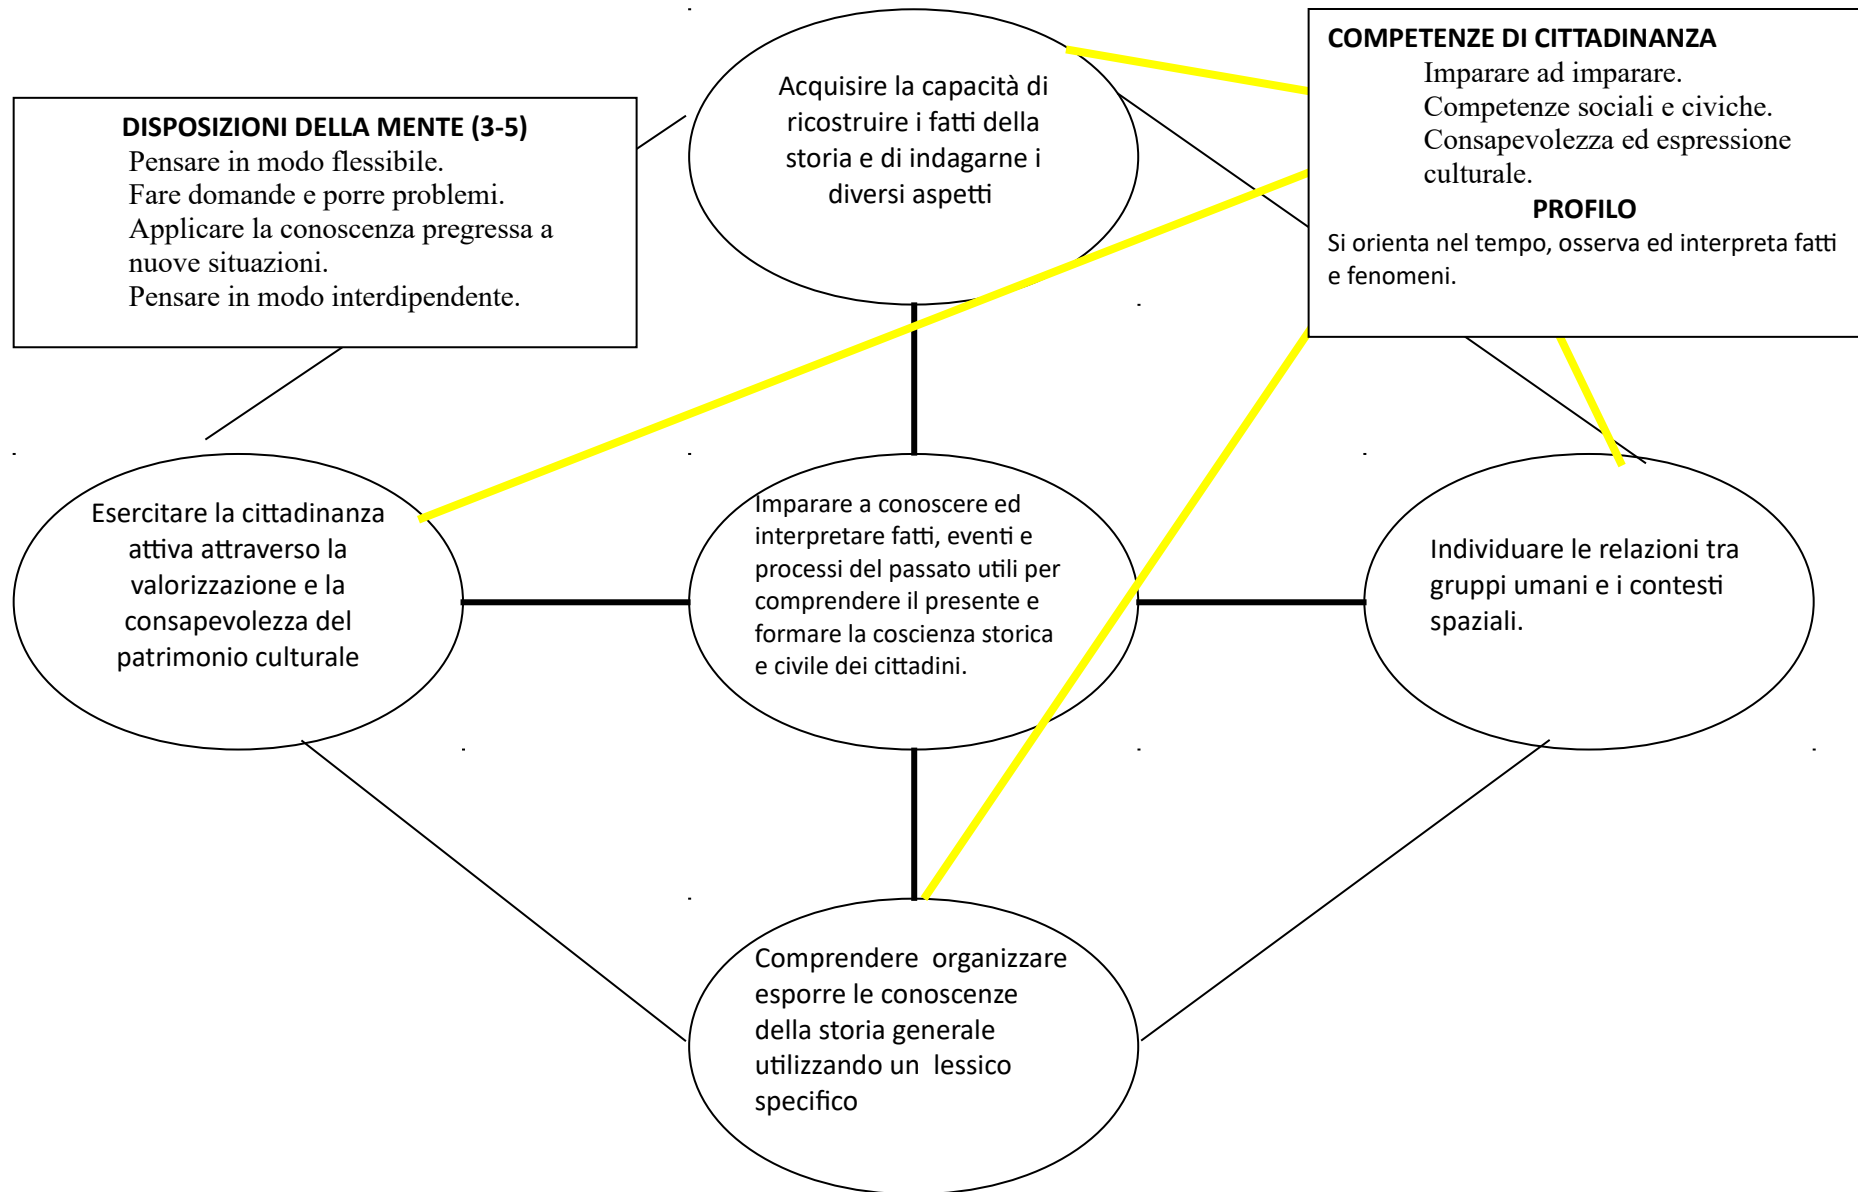 Acquisire la capacità di
ricostruire i fatti della
storia e di indagarne i
diversi aspetti
COMPETENZE DI CITTADINANZA
Imparare ad imparare.
Competenze sociali e civiche.
Consapevolezza ed espressione
culturale.
PROFILO
Si orienta nel tempo, osserva ed interpreta fatti
e fenomeni.
DISPOSIZIONI DELLA MENTE (3-5)
Pensare in modo flessibile.
Fare domande e porre problemi.
Applicare la conoscenza pregressa a
nuove situazioni.
Pensare in modo interdipendente.
Esercitare la cittadinanza
attiva attraverso la
valorizzazione e la
consapevolezza del
patrimonio culturale
Imparare a conoscere ed
interpretare fatti, eventi e
processi del passato utili per
comprendere il presente e
formare la coscienza storica
e civile dei cittadini.
Individuare le relazioni tra
gruppi umani e i contesti
spaziali.
Comprendere  organizzare
esporre le conoscenze
della storia generale
utilizzando un  lessico
specifico